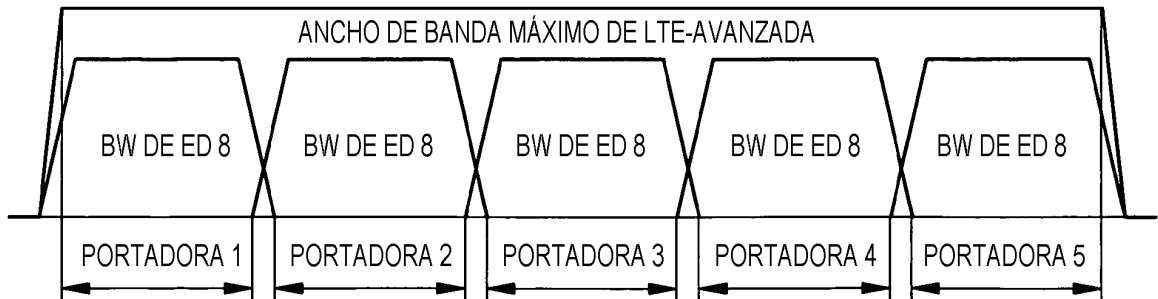 ANCHO DE BANDA MÁXIMO DE LTE-AVANZADA
BW DE ED 8 BW DE ED 8 BW DE ED 8 BW DE ED 8 BW DE ED 8
PORTADORA 1 PORTADORA 2 PORTADORA 3 PORTADORA 4 PORTADORA 5